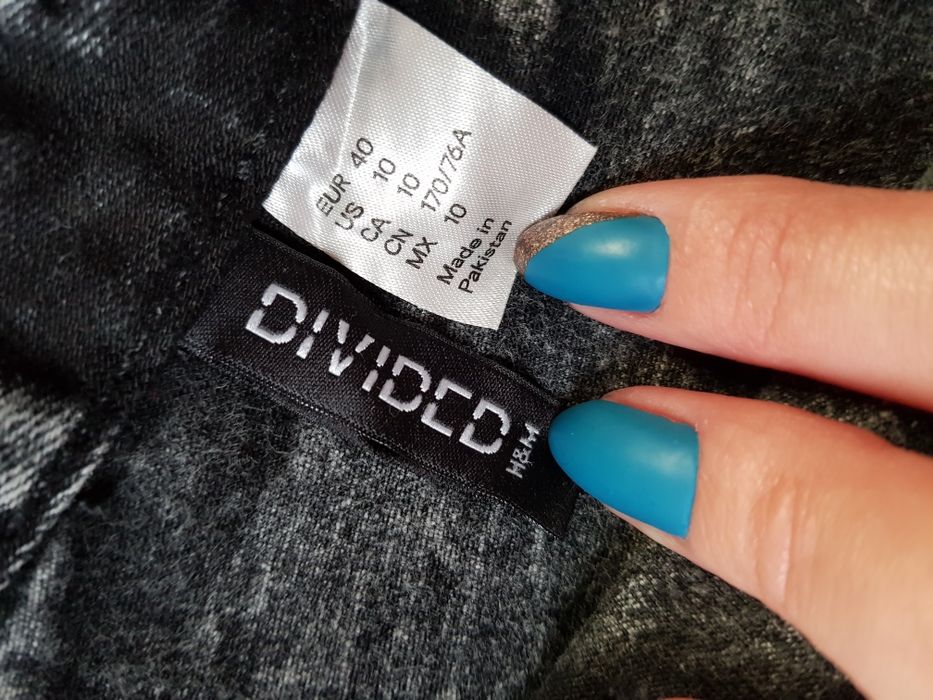 EUR 40
US 10
CA 10
CN 170/76A
MX 10
Made in
Pakistan
DIVIDED
H&M